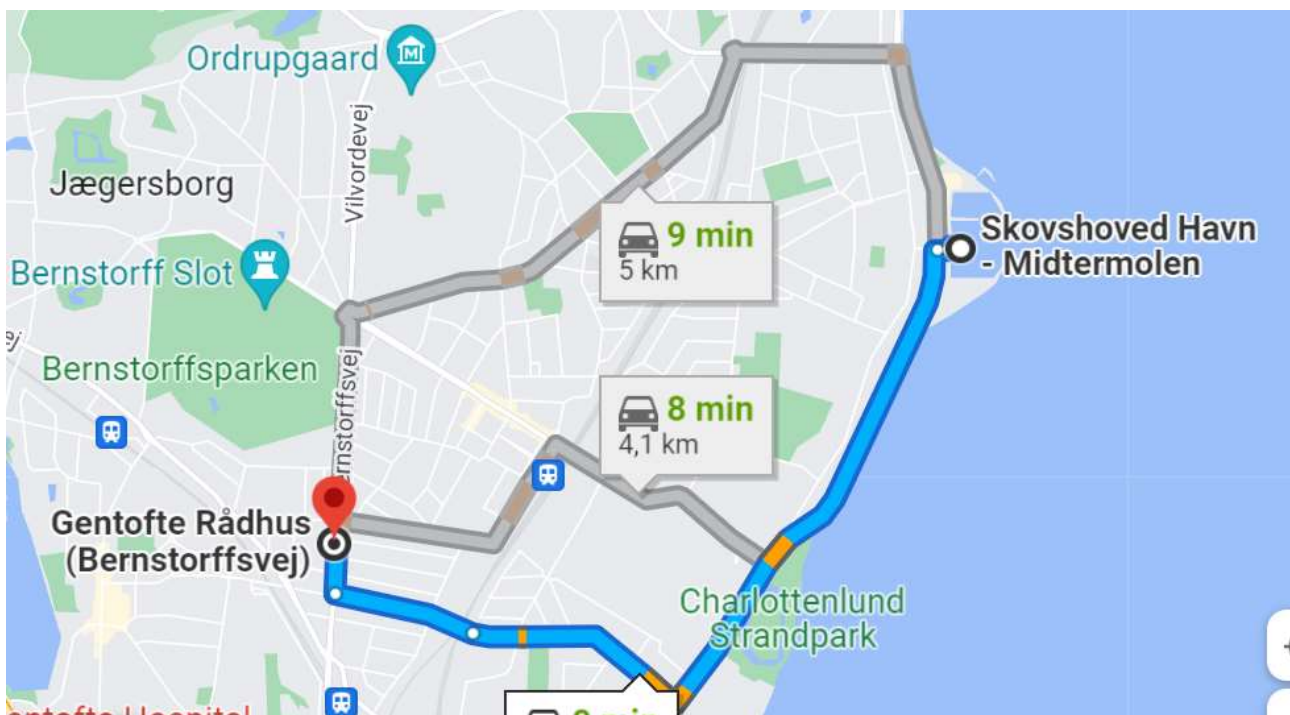 Ordrupgaard
M
Jægersborg
Vilvordevej
Bernstorff Slot
9 min
5 km
Skovshoved Havn
- Midtermolen
Bernstorffsparken
8 min
4,1 km
Gentofte Rådhus
(Bernstorffsvej)
Charlottenlund
Strandpark